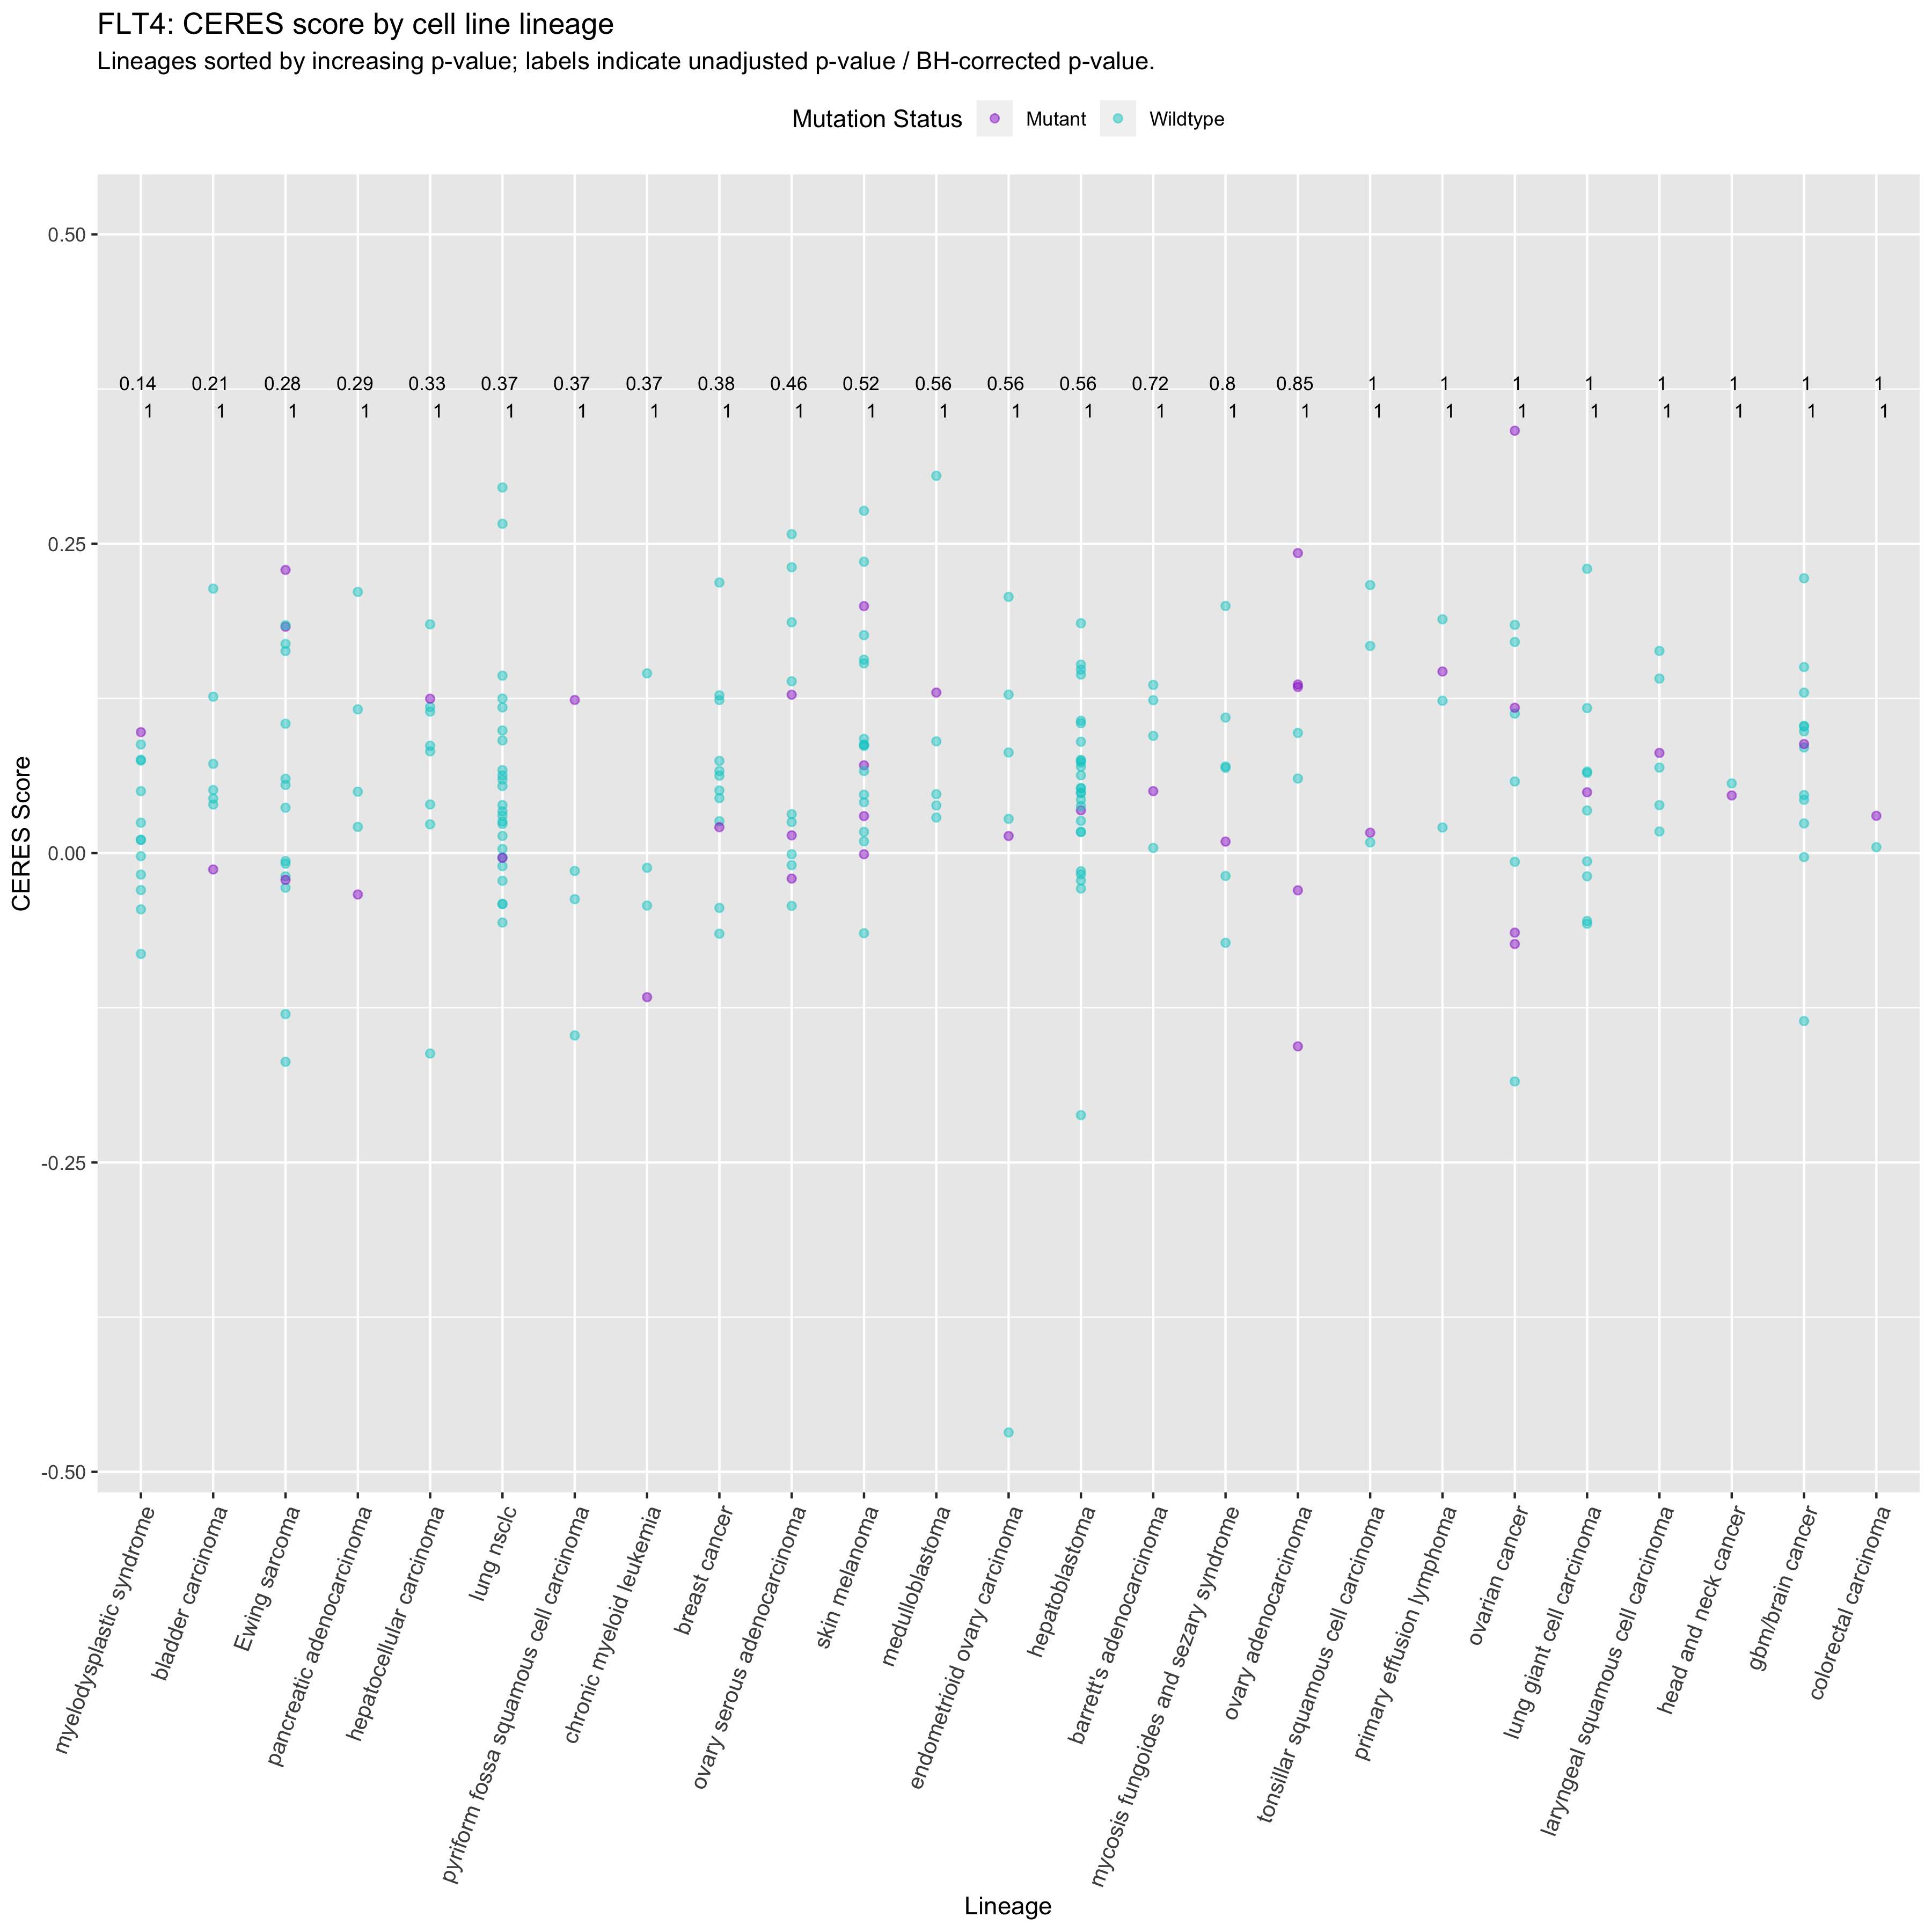 FLT4: CERES score by cell line lineage
Lineages sorted by increasing p-value; labels indicate unadjusted p-value / BH-corrected p-value.
Mutation Status Mutant Wildtype
CERES Score
0.50
0.25
0.00
-0.25
-0.50
0.14 0.21 0.28 0.29 0.33 0.37 0.37 0.37 0.38 0.46 0.52 0.56 0.56 0.56 0.72 0.8 0.85 1 1 1 1 1 1 1 1
1 1 1 1 1 1 1 1 1 1 1 1 1 1 1 1 1 1 1 1 1 1 1 1 1
myelodysplastic syndrome
bladder carcinoma
Ewing sarcoma
pancreatic adenocarcinoma
hepatocellular carcinoma
lung nsclc
pyriform fossa squamous cell carcinoma
chronic myeloid leukemia
breast cancer
ovary serous adenocarcinoma
skin melanoma
medulloblastoma
endometrioid ovary carcinoma
hepatoblastoma
barrett's adenocarcinoma
mycosis fungoides and sezary syndrome
ovary adenocarcinoma
tonsillar squamous cell carcinoma
primary effusion lymphoma
ovarian cancer
lung giant cell carcinoma
laryngeal squamous cell carcinoma
head and neck cancer
gbm/brain cancer
colorectal carcinoma
Lineage